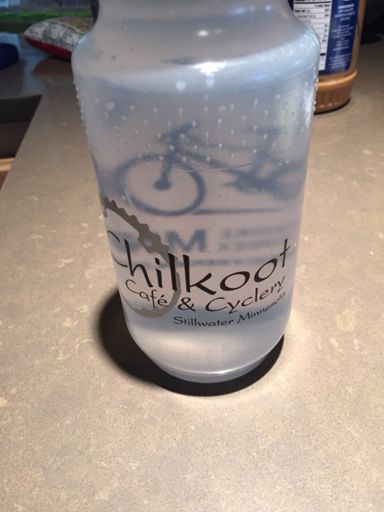 Chilkoot
Café & Cyclery
Stillwater Minnesota